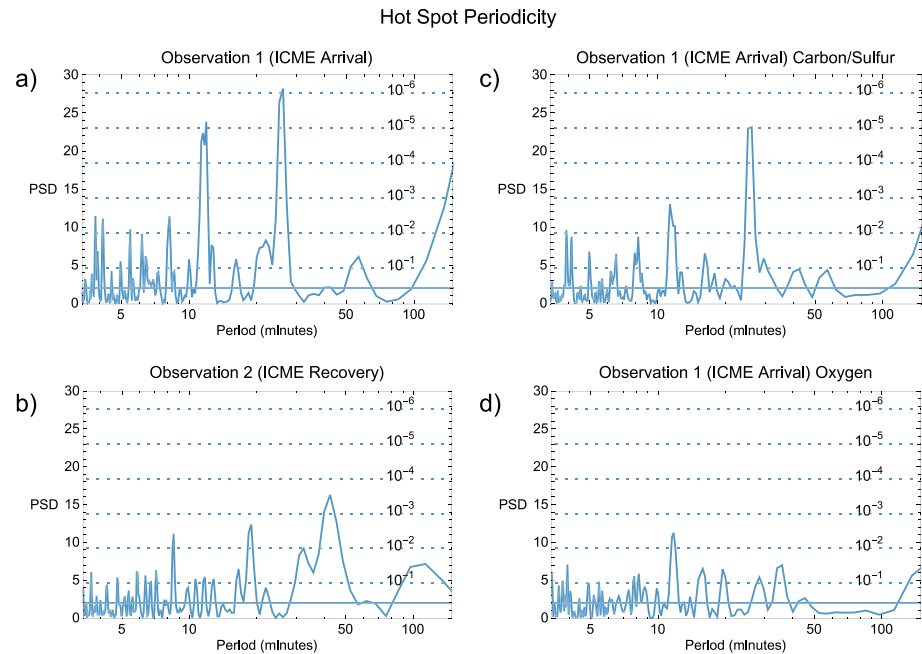 Hot Spot Periodicity
a)
Observation 1 (ICME Arrival)
30
25
20
15
10
5
0
PSD
10⁻⁶
10⁻⁵
10⁻⁴
10⁻³
10⁻²
10⁻¹
5 10 50 100
Period (minutes)
c)
Observation 1 (ICME Arrival) Carbon/Sulfur
30
25
20
15
10
5
0
PSD
10⁻⁶
10⁻⁵
10⁻⁴
10⁻³
10⁻²
10⁻¹
5 10 50 100
Period (minutes)
b)
Observation 2 (ICME Recovery)
30
25
20
15
10
5
0
PSD
10⁻⁶
10⁻⁵
10⁻⁴
10⁻³
10⁻²
10⁻¹
5 10 50 100
Period (minutes)
d)
Observation 1 (ICME Arrival) Oxygen
30
25
20
15
10
5
0
PSD
10⁻⁶
10⁻⁵
10⁻⁴
10⁻³
10⁻²
10⁻¹
5 10 50 100
Period (minutes)